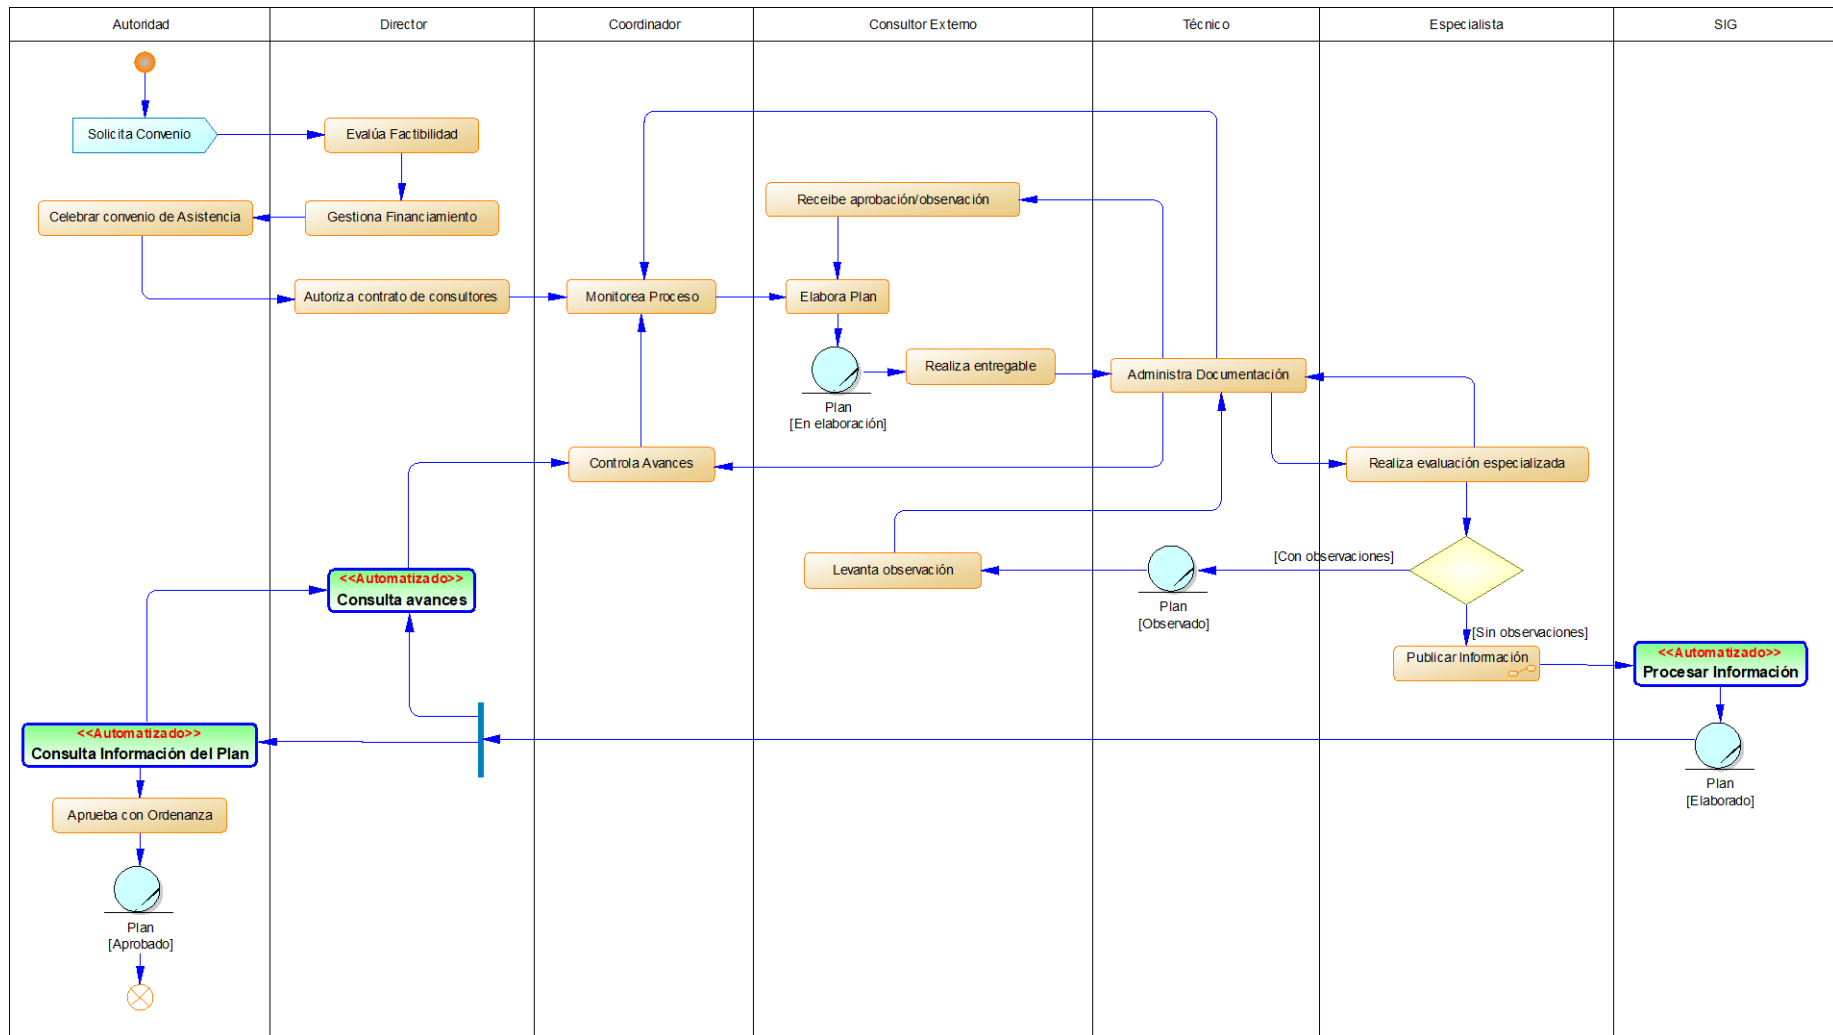 Autoridad
Director
Coordinador
Consultor Externo
Técnico
Especialista
SIG
Solicita Convenio
Evalúa Factibilidad
Celebrar convenio de Asistencia
Gestiona Financiamiento
Recibe aprobación/observación
Autoriza contrato de consultores
Monitorea Proceso
Elabora Plan
Realiza entregable
Administra Documentación
Plan
[En elaboración]
Controla Avances
Realiza evaluación especializada
[Con observaciones]
Levanta observación
<<Automatizado>>
Consulta avances
Plan
[Observado]
[Sin observaciones]
Publicar Información
<<Automatizado>>
Procesar Información
<<Automatizado>>
Consulta Información del Plan
Plan
[Elaborado]
Aprueba con Ordenanza
Plan
[Aprobado]